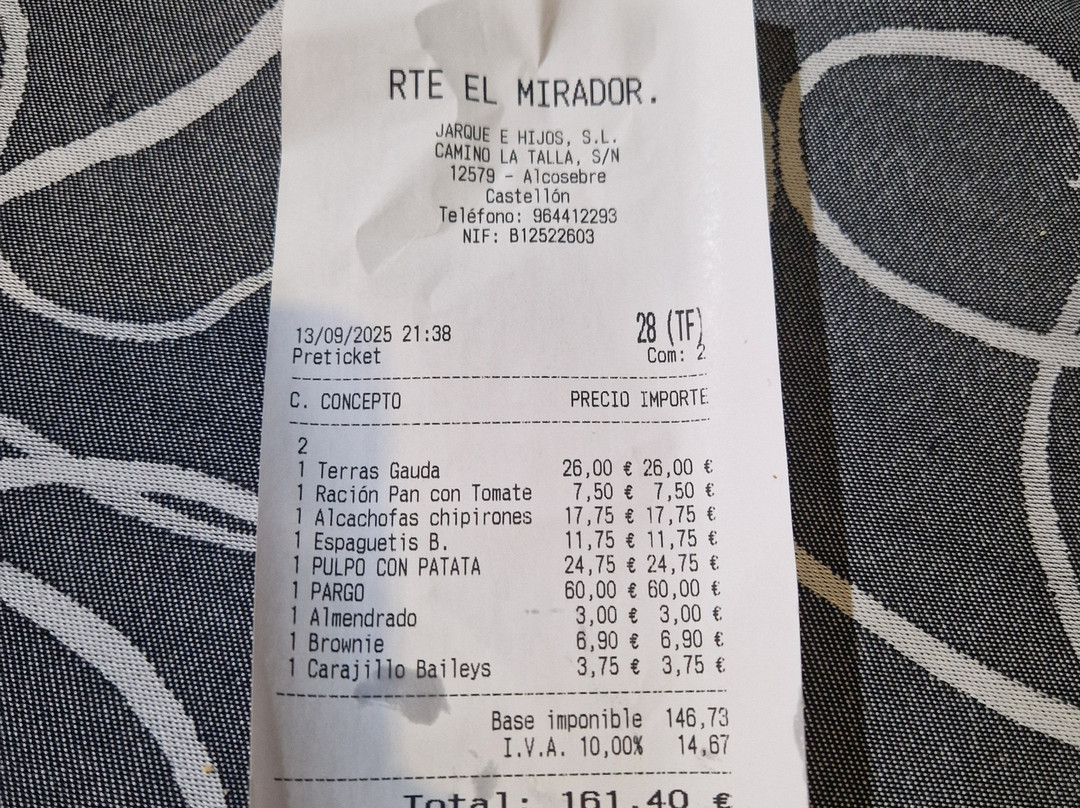 RTE EL MIRADOR.
JARQUE E HIJOS, S.L.
CAMINO LA TALLA, S/N
12579 - Alcosebre
Castellón
Teléfono: 964412293
NIF: B12522603
13/09/2025 21:38 28 (TF)
Preticket Com: 2
C. CONCEPTO PRECIO IMPORTE
2
1 Terras Gauda 26,00 € 26,00 €
1 Ración Pan con Tomate 7,50 € 7,50 €
1 Alcachofas chipirones 17,75 € 17,75 €
1 Espaguetis B. 11,75 € 11,75 €
1 PULPO CON PATATA 24,75 € 24,75 €
1 PARGO 60,00 € 60,00 €
1 Almendrado 3,00 € 3,00 €
1 Brownie 6,90 € 6,90 €
1 Carajillo Baileys 3,75 € 3,75 €
Base imponible 146,73
I.V.A. 10,00% 14,67
Total: 161,40 €